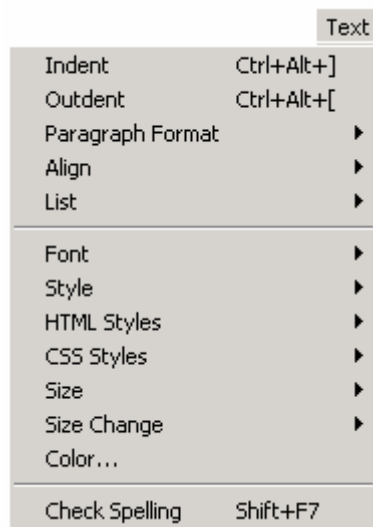 Text
Indent Ctrl+Alt+]
Outdent Ctrl+Alt+[
Paragraph Format
Align
List
Font
Style
HTML Styles
CSS Styles
Size
Size Change
Color...
Check Spelling Shift+F7